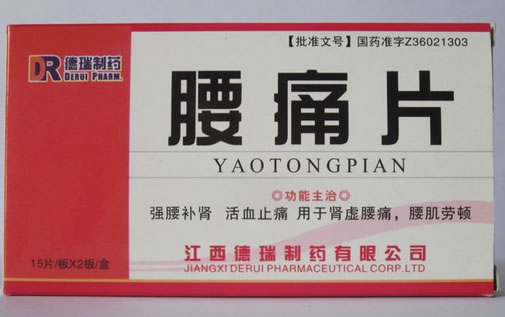 【批准文号】国药准字Z36021303
DR 德瑞制药
DERUI PHARM.
腰痛片
YAOTONGPIAN
◎功能主治◎
强腰补肾 活血止痛 用于肾虚腰痛，腰肌劳顿
江西德瑞制药有限公司
JIANGXI DERUI PHARMACEUTICAL CORP.LTD
15片/板X2板/盒